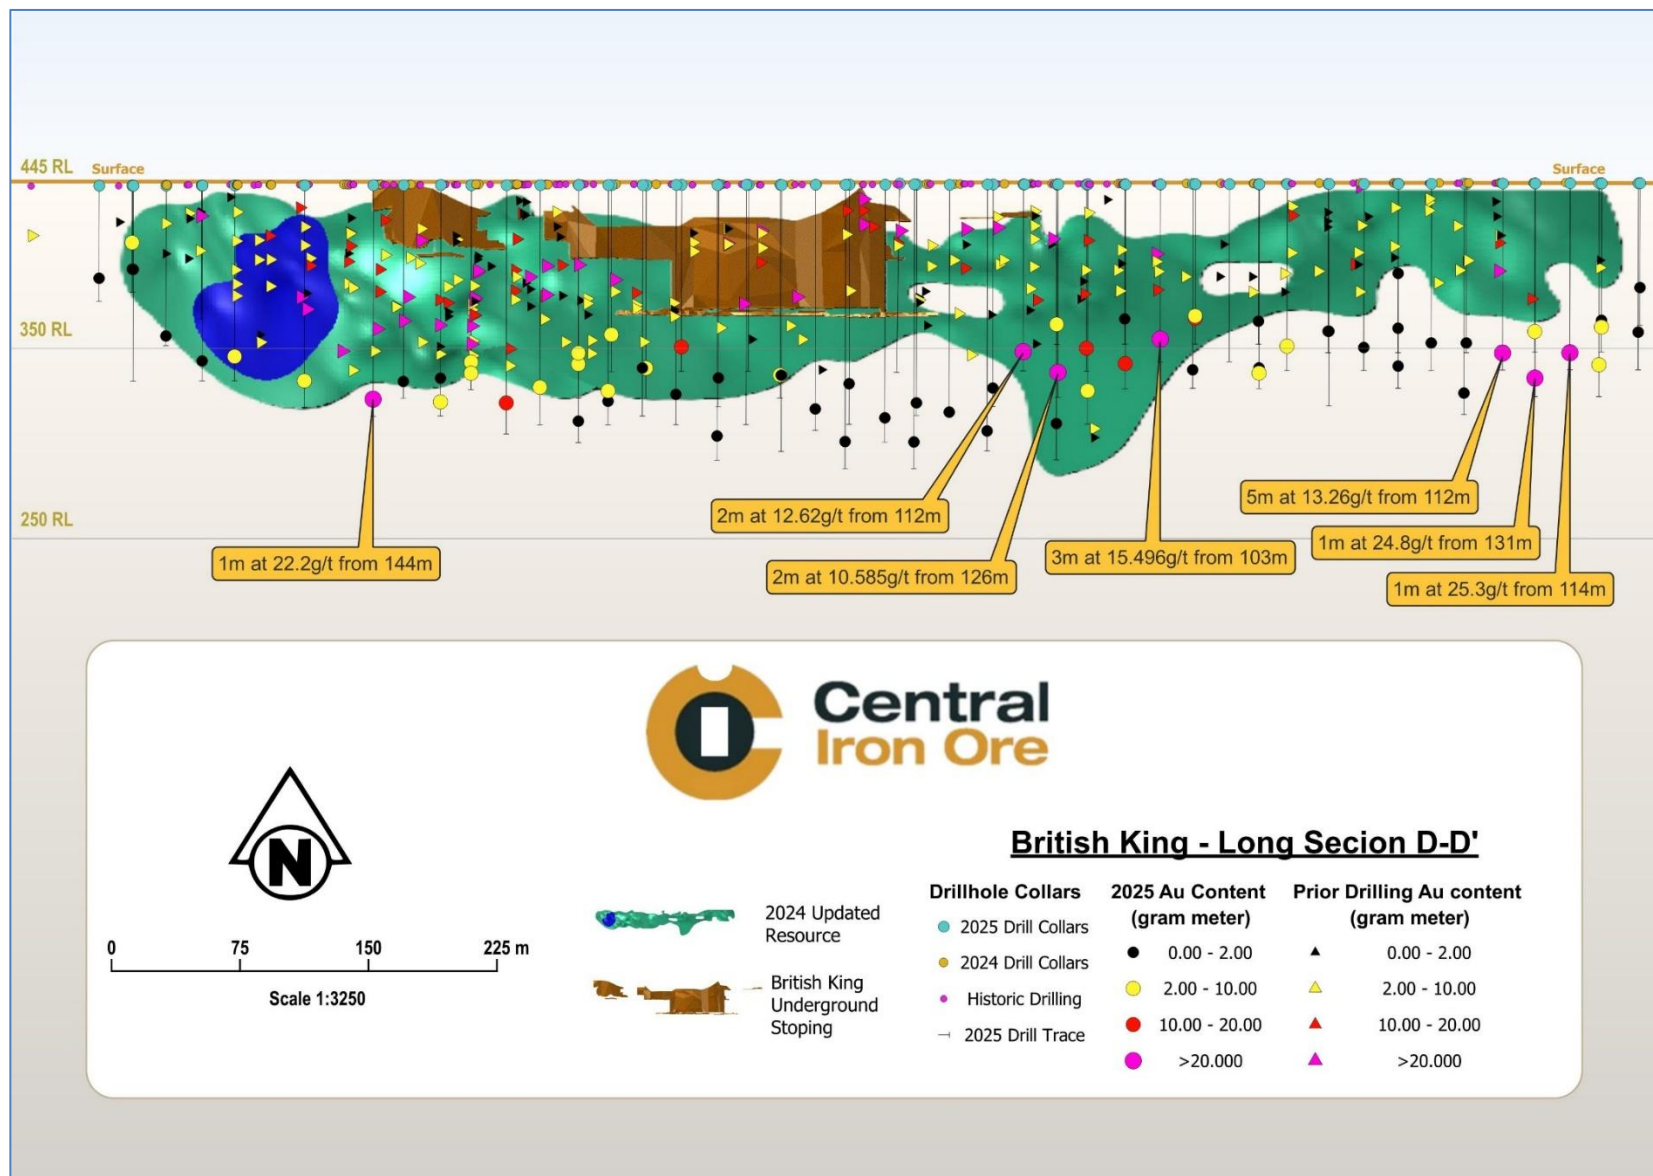 445 RL
Surface
Surface
350 RL
250 RL
1m at 22.2g/t from 144m
2m at 12.62g/t from 112m
2m at 10.585g/t from 126m
3m at 15.496g/t from 103m
5m at 13.26g/t from 112m
1m at 24.8g/t from 131m
1m at 25.3g/t from 114m
Central
Iron Ore
N
0 75 150 225 m
Scale 1:3250
2024 Updated
Resource
British King
Underground
Stoping
British King - Long Secion D-D'
Drillhole Collars
2025 Drill Collars
2024 Drill Collars
Historic Drilling
2025 Drill Trace
2025 Au Content
(gram meter)
0.00 - 2.00
2.00 - 10.00
10.00 - 20.00
>20.000
Prior Drilling Au content
(gram meter)
0.00 - 2.00
2.00 - 10.00
10.00 - 20.00
>20.000